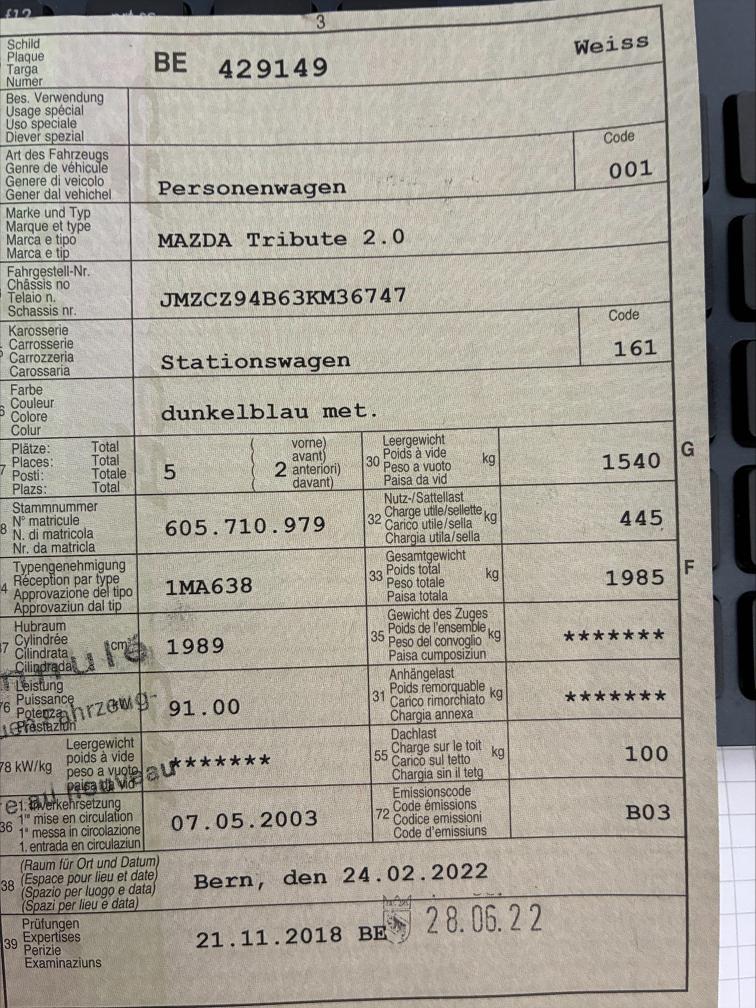 F12
3
Schild
Plaque
Targa
Numer
BE 429149
Weiss
Bes. Verwendung
Usage spécial
Uso speciale
Diever spezial
Art des Fahrzeugs
Genre de véhicule
Genere di veicolo
Gener dal vehichel
Personenwagen
Code
001
Marke und Typ
Marque et type
Marca e tipo
Marca e tip
MAZDA Tribute 2.0
Fahrgestell-Nr.
Châssis no
Telaio n.
Schassis nr.
JMZCZ94B63KM36747
Karosserie
Carrosserie
Carrozzeria
Carossaria
Stationswagen
Code
161
Farbe
Couleur
Colore
Colur
dunkelblau met.
7
Plätze: Total
Places: Total
Posti: Totale
Plazs: Total
5
2
vorne)
avant)
anteriori)
davant)
30
Leergewicht
Poids à vide
Peso a vuoto
Paisa da vid
kg
1540
G
8
Stammnummer
N° matricule
N. di matricola
Nr. da matricla
605.710.979
32
Nutz-/Sattellast
Charge utile/sellette
Carico utile/sella
Chargia utila/sella
kg
445
4
Typengenehmigung
Réception par type
Approvazione del tipo
Approvaziun dal tip
1MA638
33
Gesamtgewicht
Poids total
Peso totale
Paisa totala
kg
1985
F
7
Hubraum
Cylindrée
Cilindrata
Cilindrada
cm³
1989
35
Gewicht des Zuges
Poids de l'ensemble
Peso del convoglio
Paisa cumposiziun
kg
*******
76
Leistung
Puissance
Potenza
Prestaziun
kW
91.00
31
Anhängelast
Poids remorquable
Carico rimorchiato
Chargia annexa
kg
*******
78 kW/kg
Leergewicht
poids à vide
peso a vuoto
paisa da vid
*******
55
Dachlast
Charge sur le toit
Carico sul tetto
Chargia sin il tetg
kg
100
36
1. Inverkehrsetzung
1re mise en circulation
1a messa in circolazione
1. entrada en circulaziun
07.05.2003
72
Emissionscode
Code émissions
Codice emissioni
Code d'emissiuns
B03
38
(Raum für Ort und Datum)
(Espace pour lieu et date)
(Spazio per luogo e data)
(Spazi per lieu e data)
Bern, den 24.02.2022
39
Prüfungen
Expertises
Perizie
Examinaziuns
21.11.2018 BE
28.06.22